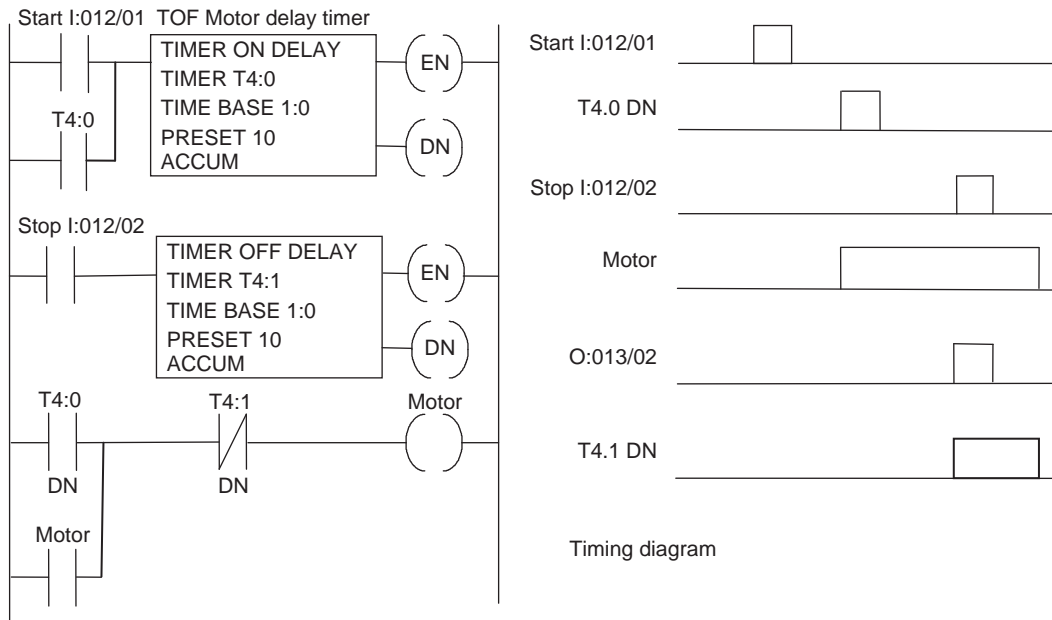 Start I:012/01 TOF Motor delay timer
TIMER ON DELAY
TIMER T4:0
TIME BASE 1:0
PRESET 10
ACCUM
EN
DN
T4:0
Stop I:012/02
TIMER OFF DELAY
TIMER T4:1
TIME BASE 1:0
PRESET 10
ACCUM
EN
DN
T4:0
DN
T4:1
DN
Motor
Motor
Start I:012/01
T4.0 DN
Stop I:012/02
Motor
O:013/02
T4.1 DN
Timing diagram